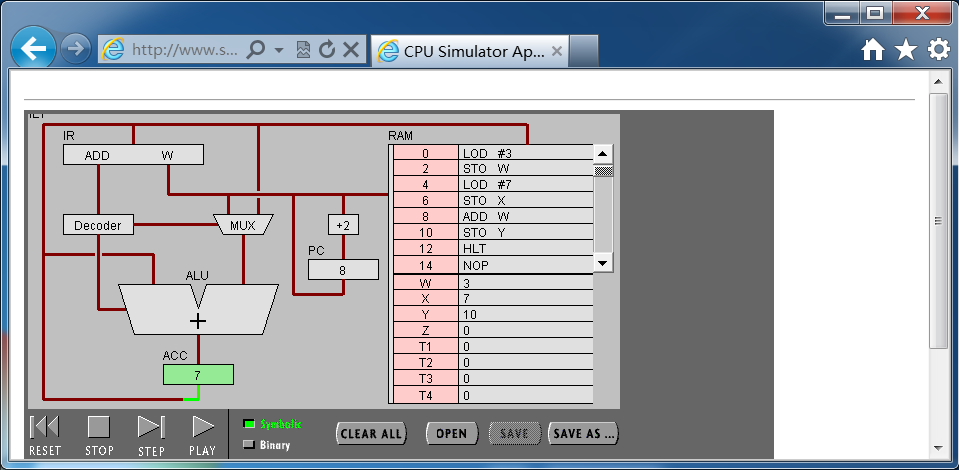 http://www.s...
CPU Simulator Ap...
IR
ADD W
Decoder
MUX
+2
PC
8
ALU
+
ACC
7
RAM
0 LOD #3
2 STO W
4 LOD #7
6 STO X
8 ADD W
10 STO Y
12 HLT
14 NOP
W 3
X 7
Y 10
Z 0
T1 0
T2 0
T3 0
T4 0
RESET STOP STEP PLAY
Symbolic
Binary
CLEAR ALL OPEN SAVE SAVE AS ...